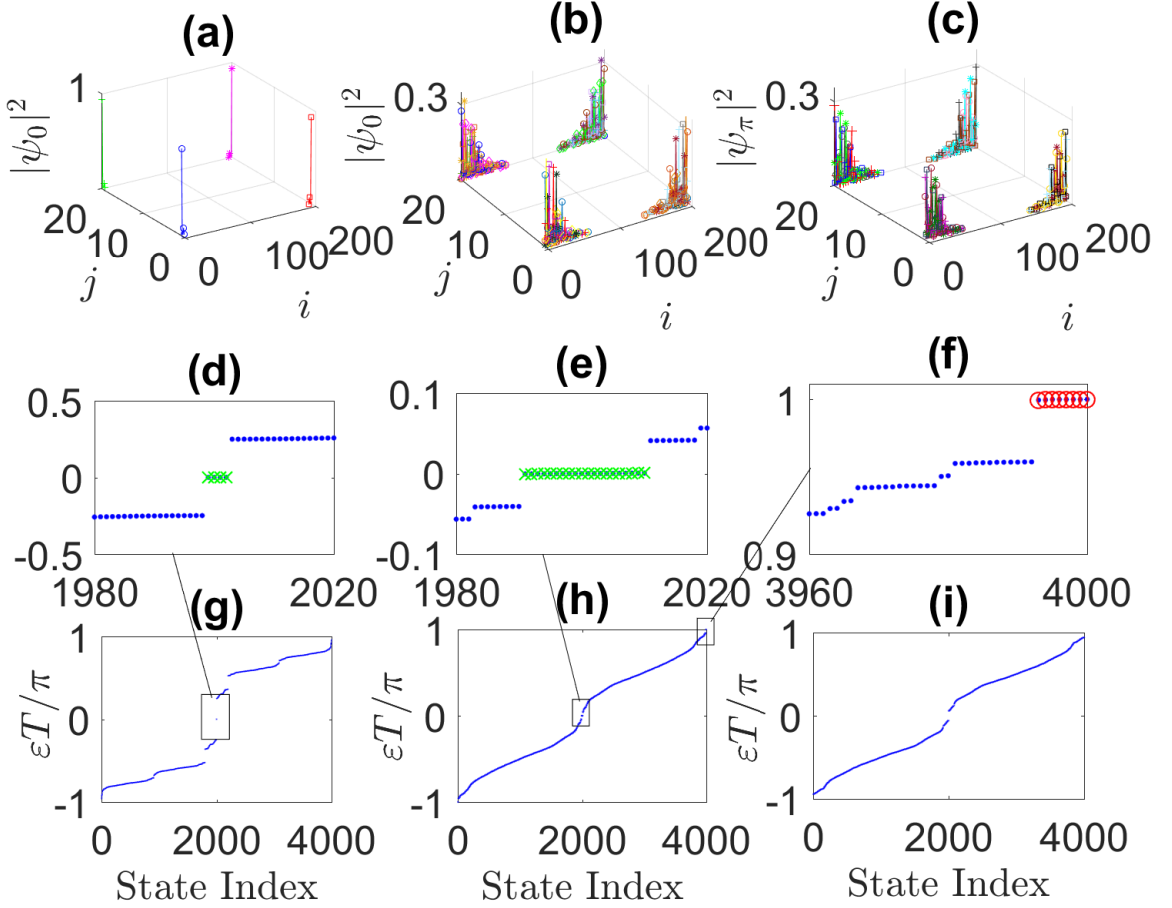 (a) (b) (c)
|ψ₀|² 1 20 10 0 j 0 100 200 i
|ψ₀|² 0.3 20 10 0 j 0 100 200 i
|ψ_π|² 0.3 20 10 0 j 0 100 200 i
(d) (e) (f)
0.5 0 -0.5 1980 2020
0.1 0 -0.1 1980 2020
1 0.9 3960 4000
(g) (h) (i)
εT/π 1 0 -1 0 2000 4000
εT/π 1 0 -1 0 2000 4000
εT/π 1 0 -1 0 2000 4000
State Index State Index State Index